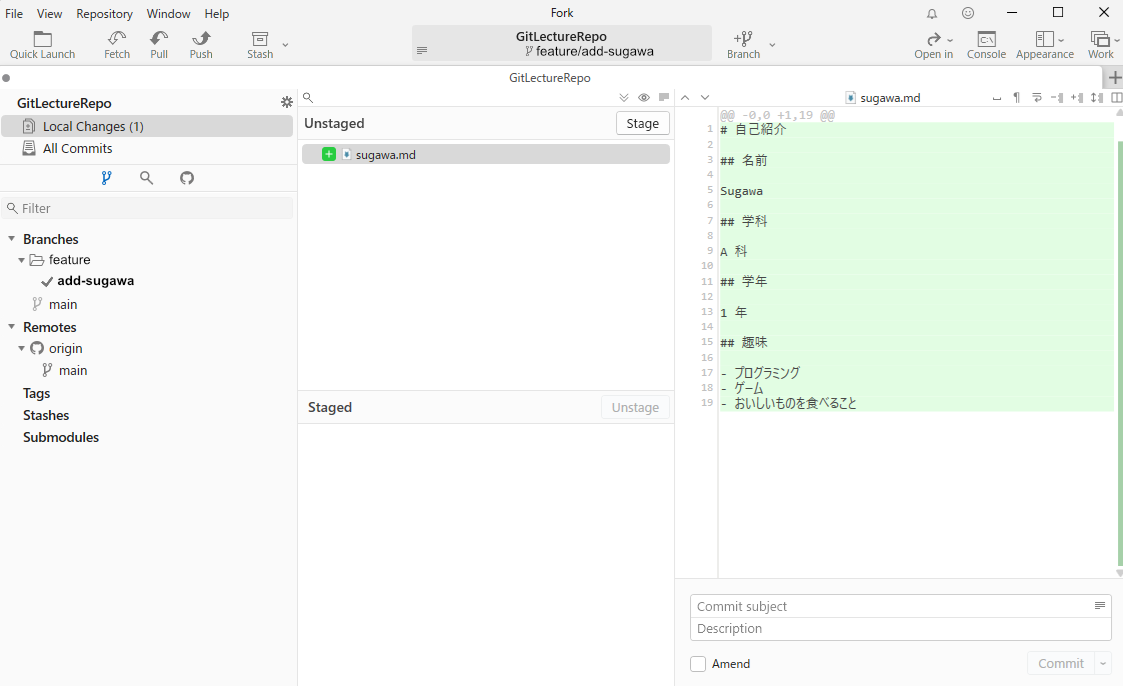 File View Repository Window Help Fork
Quick Launch Fetch Pull Push Stash
GitLectureRepo
feature/add-sugawa
Branch Open in Console Appearance Work
GitLectureRepo
GitLectureRepo
Local Changes (1)
All Commits
Filter
Branches
feature
add-sugawa
main
Remotes
origin
main
Tags
Stashes
Submodules
Unstaged Stage
sugawa.md
Staged Unstage
sugawa.md
@@ -0,0 +1,19 @@
1 # 自己紹介
2
3 ## 名前
4
5 Sugawa
6
7 ## 学科
8
9 A 科
10
11 ## 学年
12
13 1 年
14
15 ## 趣味
16
17 - プログラミング
18 - ゲーム
19 - おいしいものを食べること
Commit subject
Description
Amend Commit